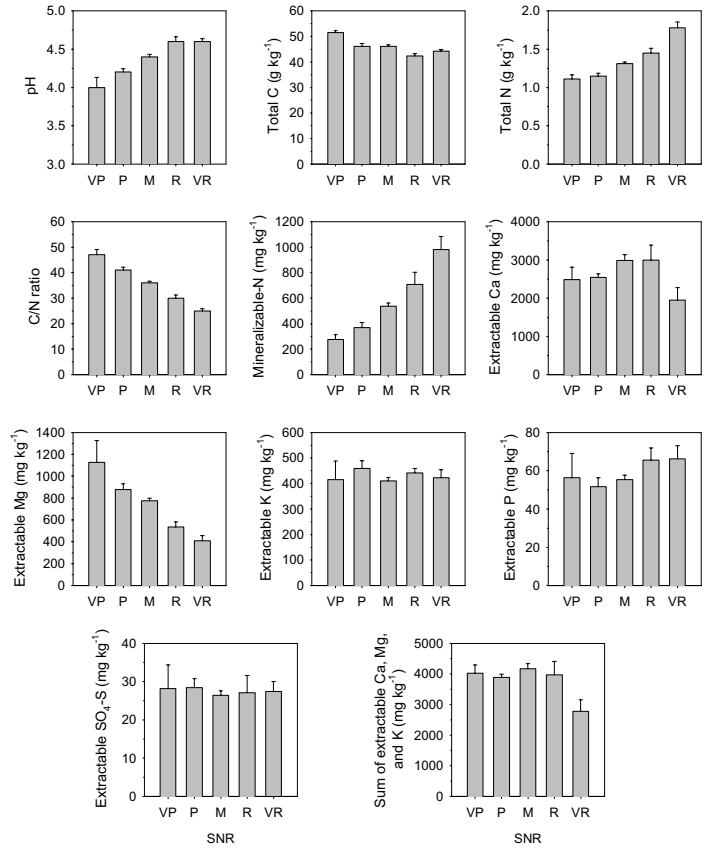 5.0
4.5
4.0
3.5
3.0
pH
VP P M R VR
60
50
40
30
20
10
0
Total C (g kg-1)
VP P M R VR
2.0
1.5
1.0
0.5
0.0
Total N (g kg-1)
VP P M R VR
60
50
40
30
20
10
0
C/N ratio
VP P M R VR
1200
1000
800
600
400
200
0
Mineralizable-N (mg kg-1)
VP P M R VR
4000
3000
2000
1000
0
Extractable Ca (mg kg-1)
VP P M R VR
1400
1200
1000
800
600
400
200
0
Extractable Mg (mg kg-1)
VP P M R VR
600
500
400
300
200
100
0
Extractable K (mg kg-1)
VP P M R VR
80
60
40
20
0
Extractable P (mg kg-1)
VP P M R VR
40
30
20
10
0
Extractable SO4-S (mg kg-1)
VP P M R VR
SNR
5000
4000
3000
2000
1000
0
Sum of extractable Ca, Mg,
and K (mg kg-1)
VP P M R VR
SNR